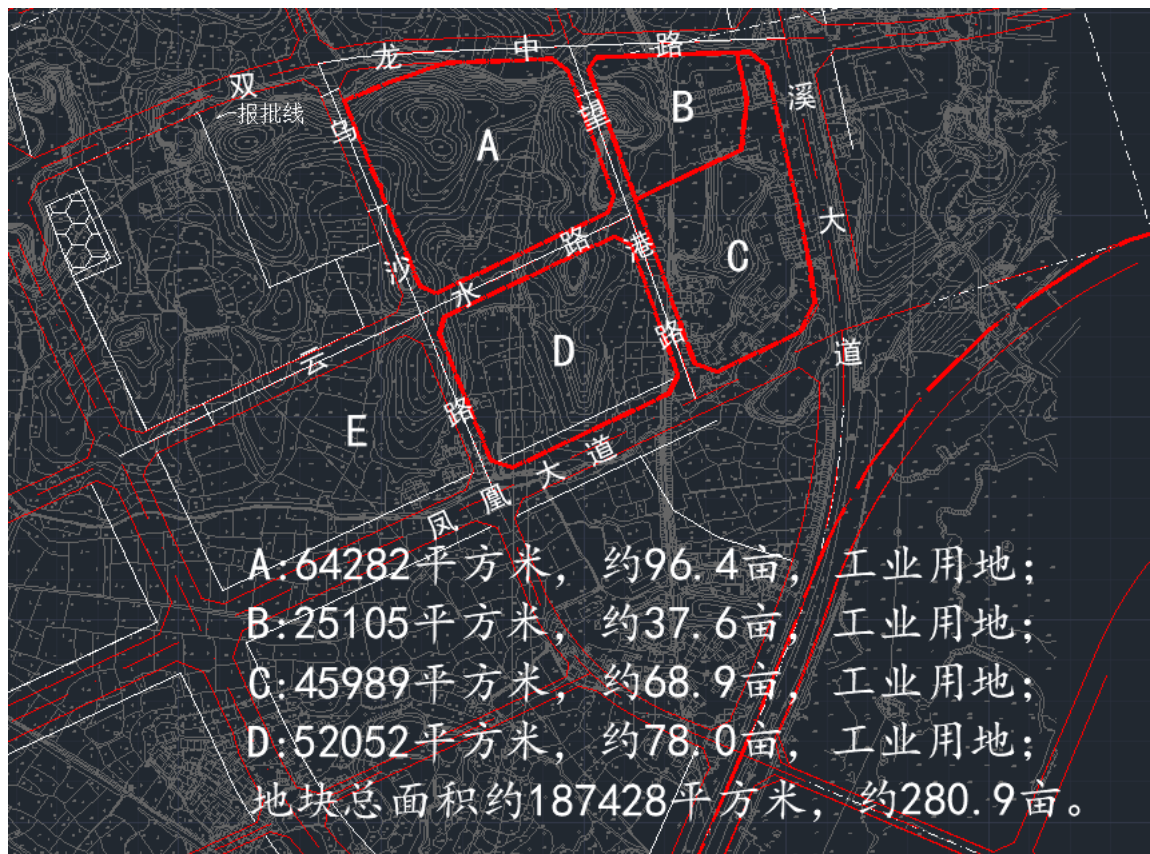 双龙中路
报批线
乌沙路
望港路
溪大道
云水路
凤凰大道
A
B
C
D
E
A:64282平方米，约96.4亩，工业用地；
B:25105平方米，约37.6亩，工业用地；
C:45989平方米，约68.9亩，工业用地；
D:52052平方米，约78.0亩，工业用地；
地块总面积约187428平方米，约280.9亩。